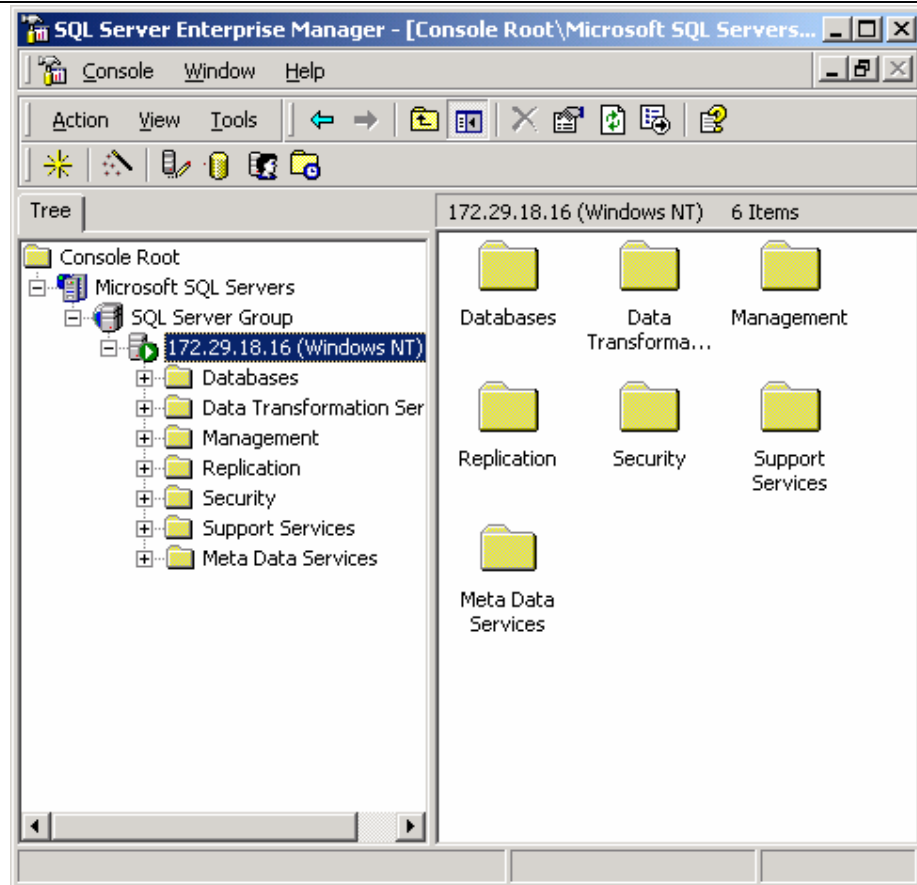 SQL Server Enterprise Manager - [Console Root\Microsoft SQL Servers...
Console Window Help
Action View Tools
Tree
172.29.18.16 (Windows NT) 6 Items
Console Root
Microsoft SQL Servers
SQL Server Group
172.29.18.16 (Windows NT)
Databases
Data Transformation Ser
Management
Replication
Security
Support Services
Meta Data Services
Databases
Data
Transforma...
Management
Replication
Security
Support
Services
Meta Data
Services